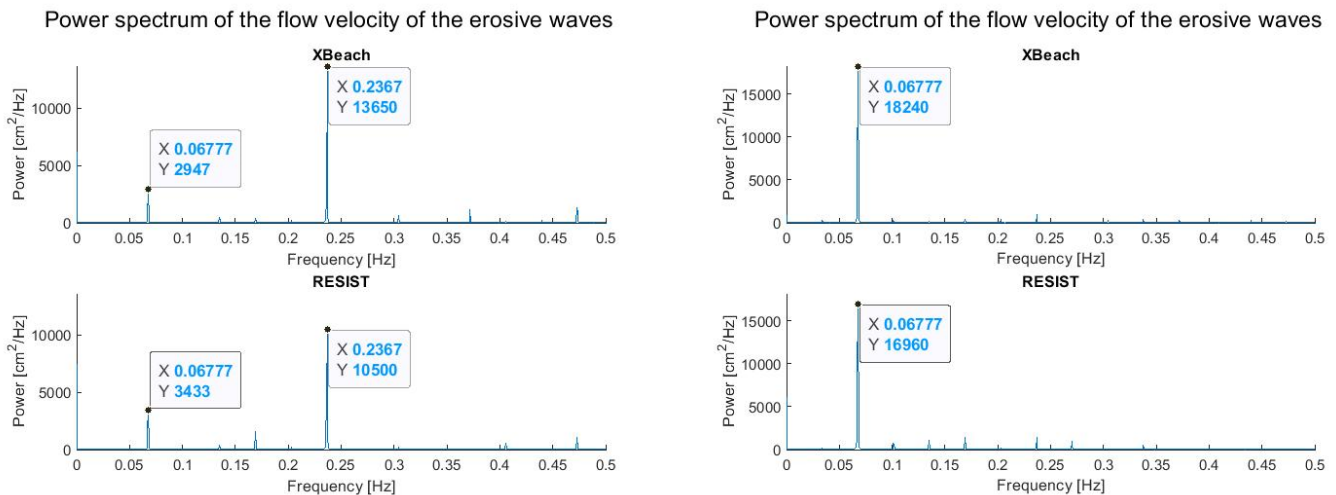 Power spectrum of the flow velocity of the erosive waves
XBeach
Power [cm2/Hz]
10000
5000
0
X 0.06777
Y 2947
X 0.2367
Y 13650
0 0.05 0.1 0.15 0.2 0.25 0.3 0.35 0.4 0.45 0.5
Frequency [Hz]
RESIST
Power [cm2/Hz]
10000
5000
0
X 0.06777
Y 3433
X 0.2367
Y 10500
0 0.05 0.1 0.15 0.2 0.25 0.3 0.35 0.4 0.45 0.5
Frequency [Hz]
Power spectrum of the flow velocity of the erosive waves
XBeach
Power [cm2/Hz]
15000
10000
5000
0
X 0.06777
Y 18240
0 0.05 0.1 0.15 0.2 0.25 0.3 0.35 0.4 0.45 0.5
Frequency [Hz]
RESIST
Power [cm2/Hz]
15000
10000
5000
0
X 0.06777
Y 16960
0 0.05 0.1 0.15 0.2 0.25 0.3 0.35 0.4 0.45 0.5
Frequency [Hz]